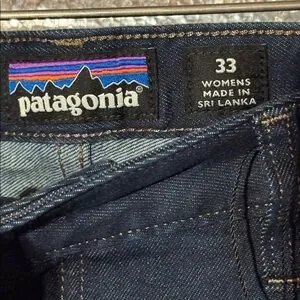 patagonia®
33
WOMENS
MADE IN
SRI LANKA